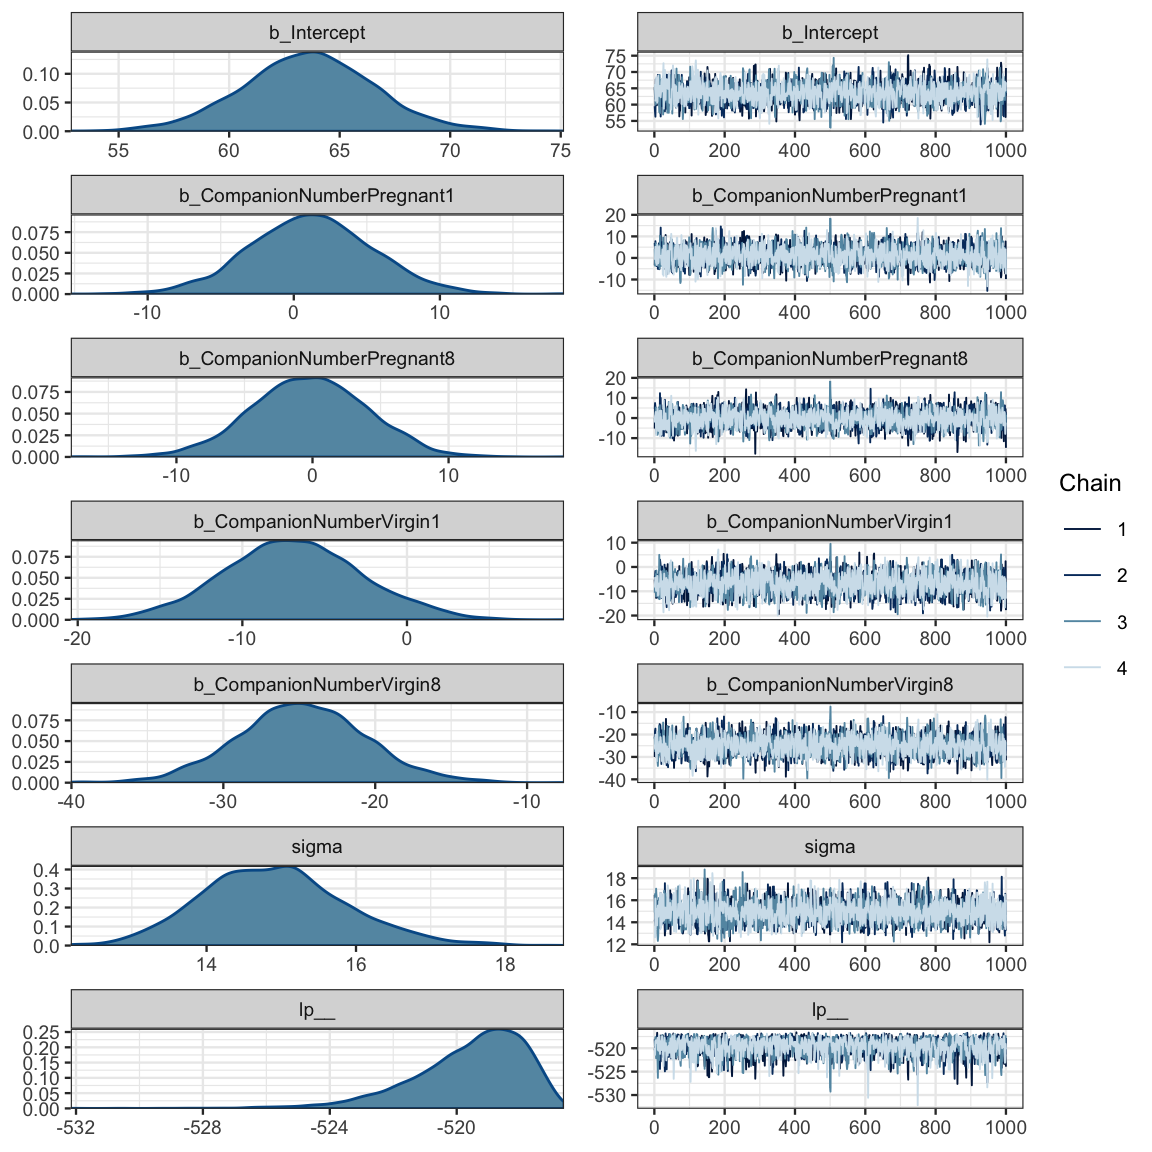 b_Intercept
0.10
0.05
0.00
55 60 65 70 75
b_Intercept
75
70
65
60
55
0 200 400 600 800 1000
b_CompanionNumberPregnant1
0.075
0.050
0.025
0.000
-10 0 10
b_CompanionNumberPregnant1
20
10
0
-10
0 200 400 600 800 1000
b_CompanionNumberPregnant8
0.075
0.050
0.025
0.000
-10 0 10
b_CompanionNumberPregnant8
20
10
0
-10
0 200 400 600 800 1000
b_CompanionNumberVirgin1
0.075
0.050
0.025
0.000
-20 -10 0
b_CompanionNumberVirgin1
10
0
-10
-20
0 200 400 600 800 1000
b_CompanionNumberVirgin8
0.075
0.050
0.025
0.000
-40 -30 -20 -10
b_CompanionNumberVirgin8
-10
-20
-30
-40
0 200 400 600 800 1000
sigma
0.4
0.3
0.2
0.1
0.0
14 16 18
sigma
18
16
14
12
0 200 400 600 800 1000
lp__
0.25
0.20
0.15
0.10
0.05
0.00
-532 -528 -524 -520
lp__
-520
-525
-530
0 200 400 600 800 1000
Chain
1
2
3
4